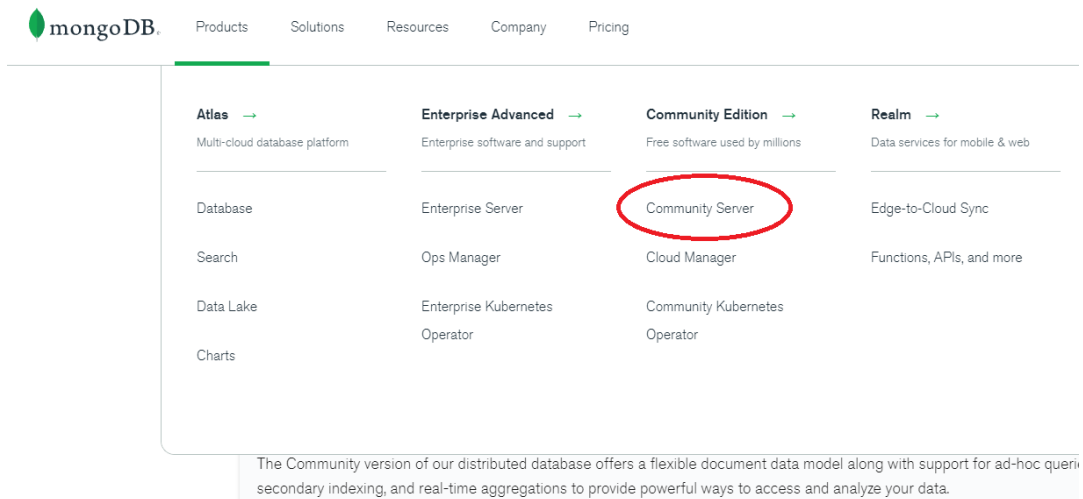 mongoDB.
Products Solutions Resources Company Pricing
Atlas →
Multi-cloud database platform
Database
Search
Data Lake
Charts
Enterprise Advanced →
Enterprise software and support
Enterprise Server
Ops Manager
Enterprise Kubernetes
Operator
Community Edition →
Free software used by millions
Community Server
Cloud Manager
Community Kubernetes
Operator
Realm →
Data services for mobile & web
Edge-to-Cloud Sync
Functions, APIs, and more
The Community version of our distributed database offers a flexible document data model along with support for ad-hoc
secondary indexing, and real-time aggregations to provide powerful ways to access and analyze your data.